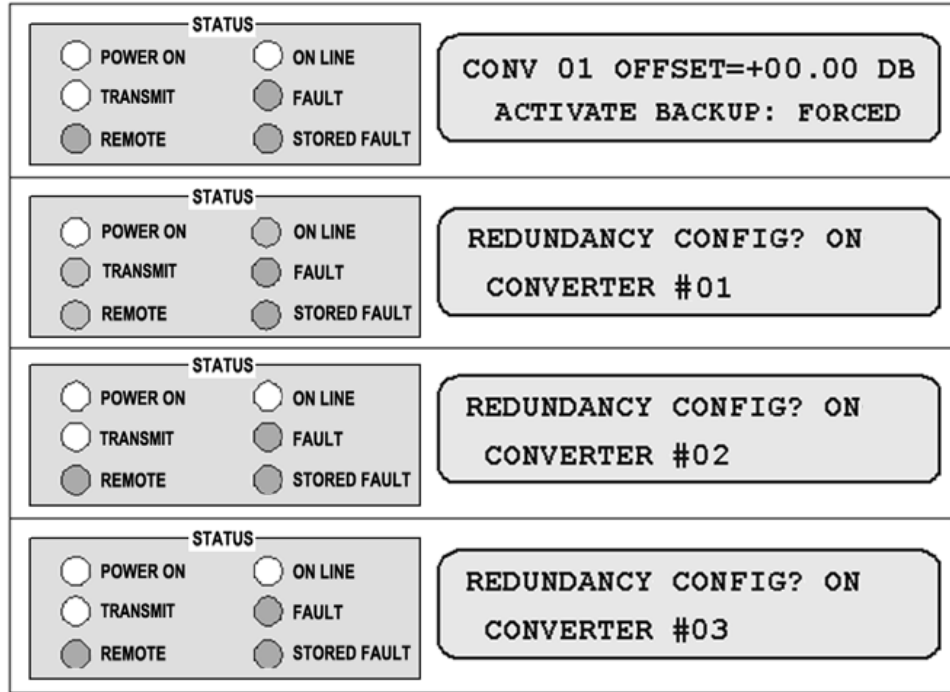 STATUS
POWER ON ON LINE
TRANSMIT FAULT
REMOTE STORED FAULT
CONV 01 OFFSET=+00.00 DB
ACTIVATE BACKUP: FORCED
STATUS
POWER ON ON LINE
TRANSMIT FAULT
REMOTE STORED FAULT
REDUNDANCY CONFIG? ON
CONVERTER #01
STATUS
POWER ON ON LINE
TRANSMIT FAULT
REMOTE STORED FAULT
REDUNDANCY CONFIG? ON
CONVERTER #02
STATUS
POWER ON ON LINE
TRANSMIT FAULT
REMOTE STORED FAULT
REDUNDANCY CONFIG? ON
CONVERTER #03